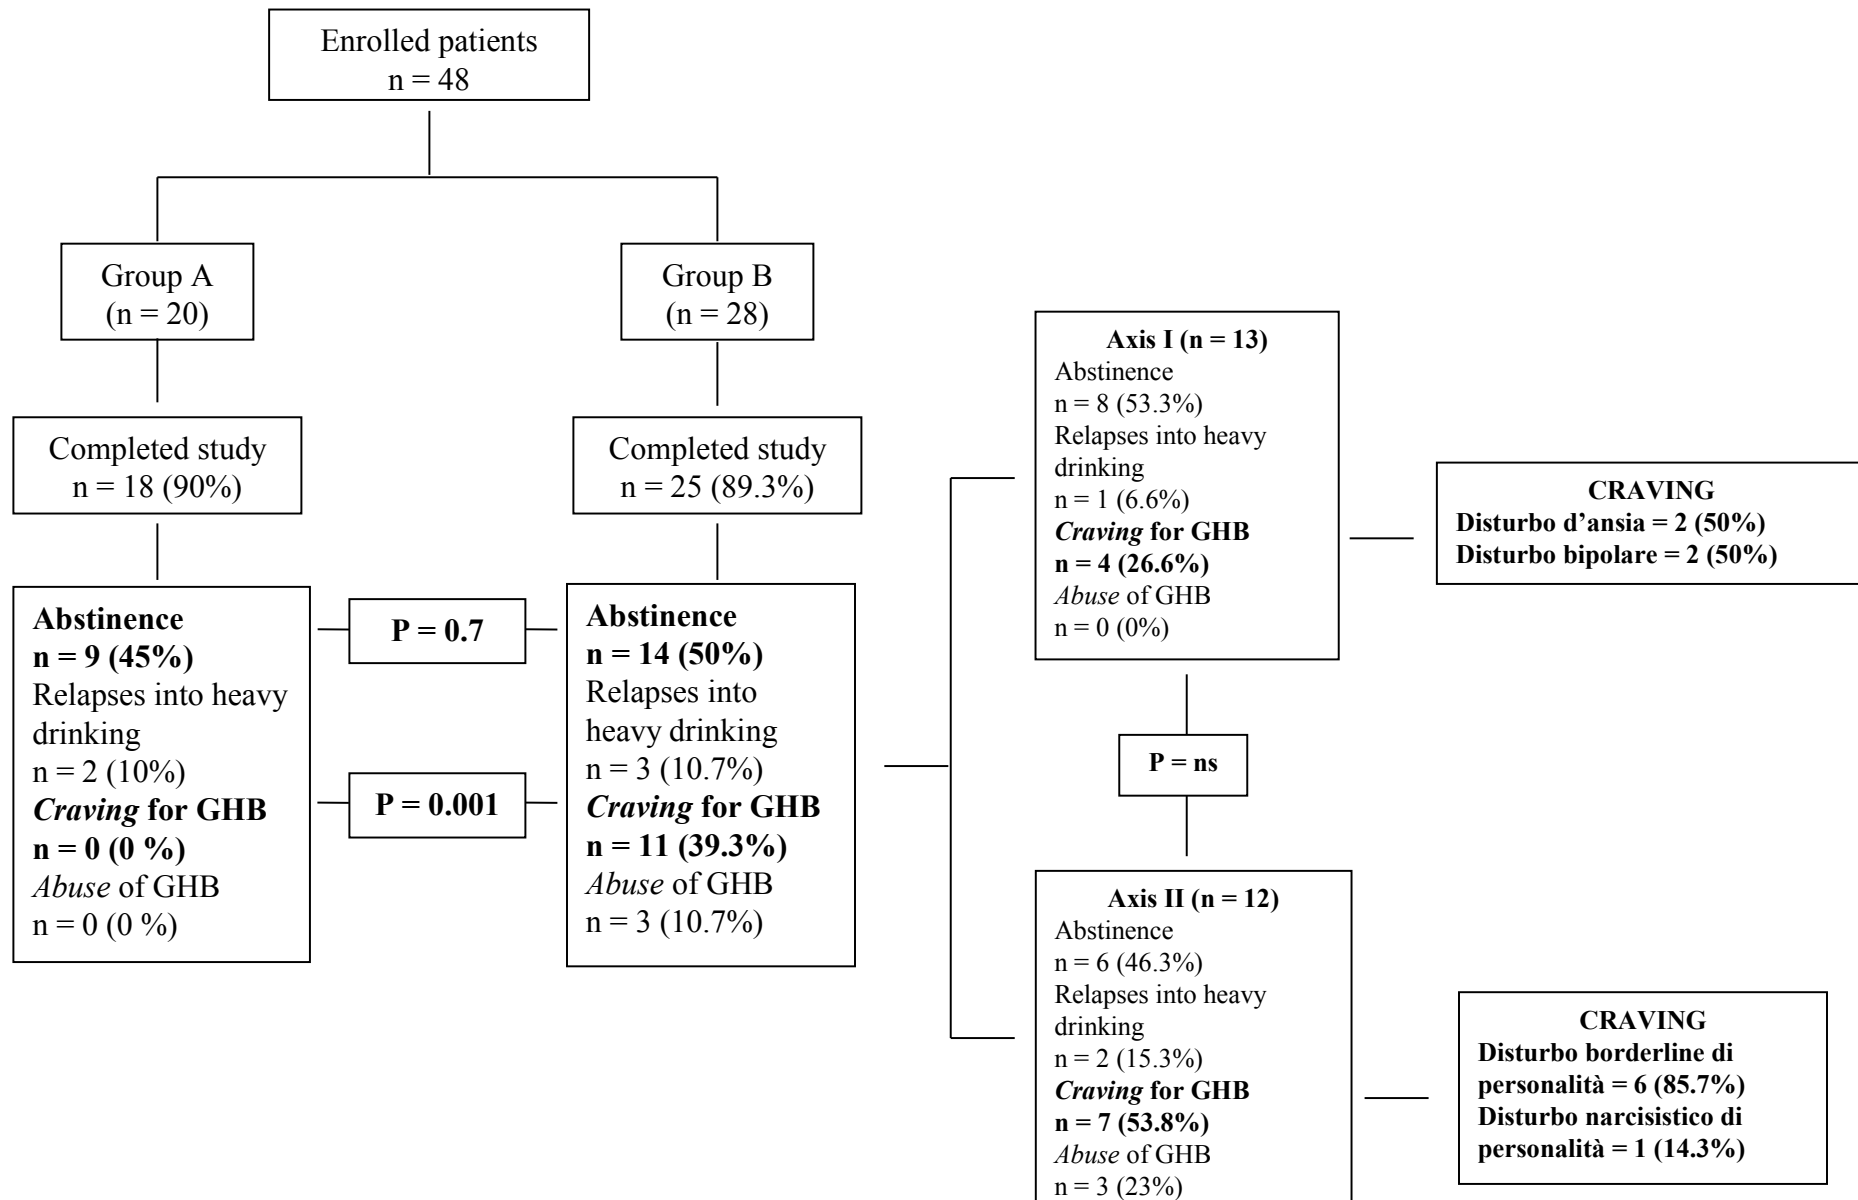 Enrolled patients
n = 48
Group A
(n = 20)
Group B
(n = 28)
Completed study
n = 18 (90%)
Completed study
n = 25 (89.3%)
Abstinence
n = 9 (45%)
Relapses into heavy
drinking
n = 2 (10%)
Craving for GHB
n = 0 (0 %)
Abuse of GHB
n = 0 (0 %)
P = 0.7
P = 0.001
Abstinence
n = 14 (50%)
Relapses into
heavy drinking
n = 3 (10.7%)
Craving for GHB
n = 11 (39.3%)
Abuse of GHB
n = 3 (10.7%)
Axis I (n = 13)
Abstinence
n = 8 (53.3%)
Relapses into heavy
drinking
n = 1 (6.6%)
Craving for GHB
n = 4 (26.6%)
Abuse of GHB
n = 0 (0%)
P = ns
Axis II (n = 12)
Abstinence
n = 6 (46.3%)
Relapses into heavy
drinking
n = 2 (15.3%)
Craving for GHB
n = 7 (53.8%)
Abuse of GHB
n = 3 (23%)
CRAVING
Disturbo d’ansia = 2 (50%)
Disturbo bipolare = 2 (50%)
CRAVING
Disturbo borderline di
personalità = 6 (85.7%)
Disturbo narcisistico di
personalità = 1 (14.3%)